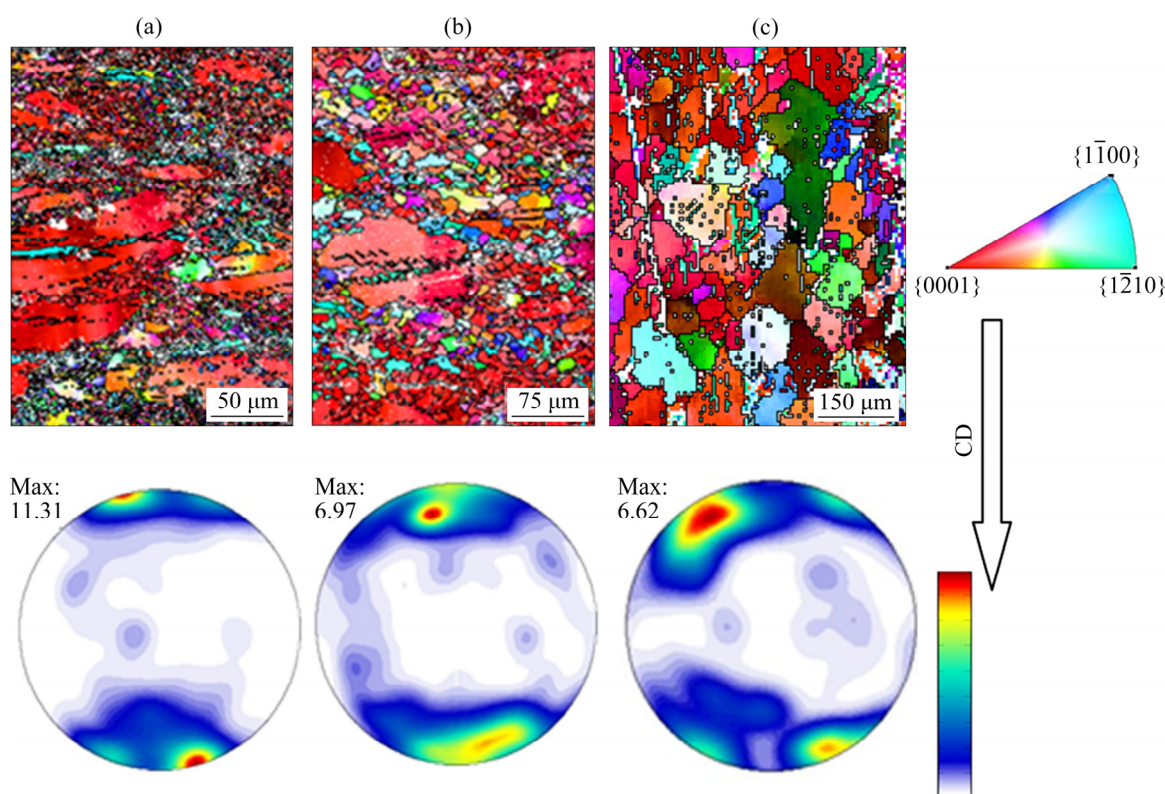 (a)
(b)
(c)
50 μm
75 μm
150 μm
{11̅00}
{0001}
{12̅10}
CD
Max:
11.31
Max:
6.97
Max:
6.62